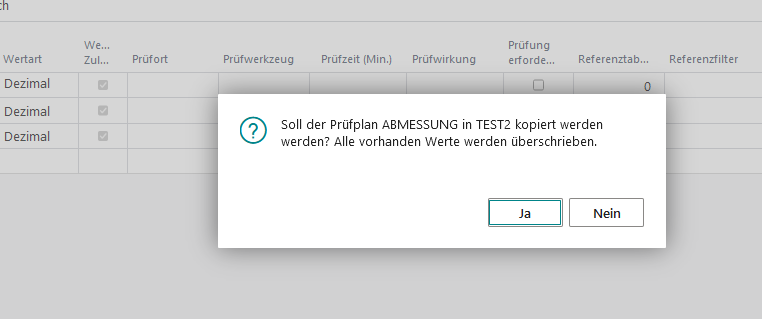 ch
We... Prüfung
Wertart Zul... Prüfort Prüfwerkzeug Prüfzeit (Min.) Prüfwirkung erforde... Referenztab... Referenzfilter
Dezimal 0
Dezimal
Dezimal
Soll der Prüfplan ABMESSUNG in TEST2 kopiert werden
werden? Alle vorhanden Werte werden überschrieben.
Ja Nein